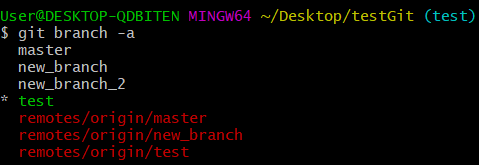 User@DESKTOP-QDBITEN MINGW64 ~/Desktop/testGit (test)
$ git branch -a
  master
  new_branch
  new_branch_2
* test
  remotes/origin/master
  remotes/origin/new_branch
  remotes/origin/test